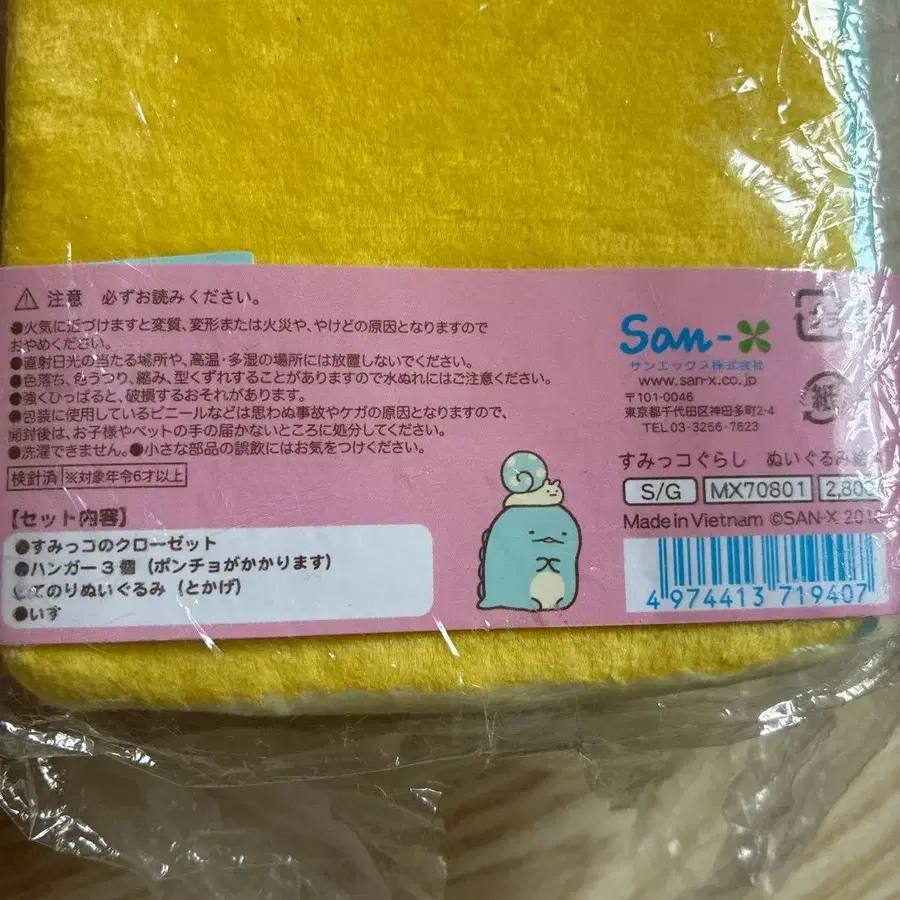 注意 必ずお読みください。
●火気に近づけますと変質、変形または火災や、やけどの原因となりますので
おやめください。
●直射日光の当たる場所や、高温・多湿の場所には放置しないでください。
●色落ち、色うつり、縮み、型くずれすることがありますので水ぬれにはご注意ください。
●強くひっぱると、破損するおそれがあります。
●包装に使用しているビニールなどは思わぬ事故やケガの原因となりますので、
開封後は、お子様やペットの手の届かないところに処分してください。
●洗濯できません。●小さな部品の誤飲にはお気をつけください。
検針済 ※対象年令6才以上
【セット内容】
●すみっコのクローゼット
●ハンガー3個（ポンチョがかかります）
てのりぬいぐるみ（とかげ）
●いす
San-X
サンエックス株式会社
www.san-x.co.jp
〒101-0046
東京都千代田区神田多町2-4
TEL 03-3256-7623
紙
すみっコぐらし ぬいぐるみ絵
S/G MX70801 2,800
Made in Vietnam ©SAN-X
4 974413 719407